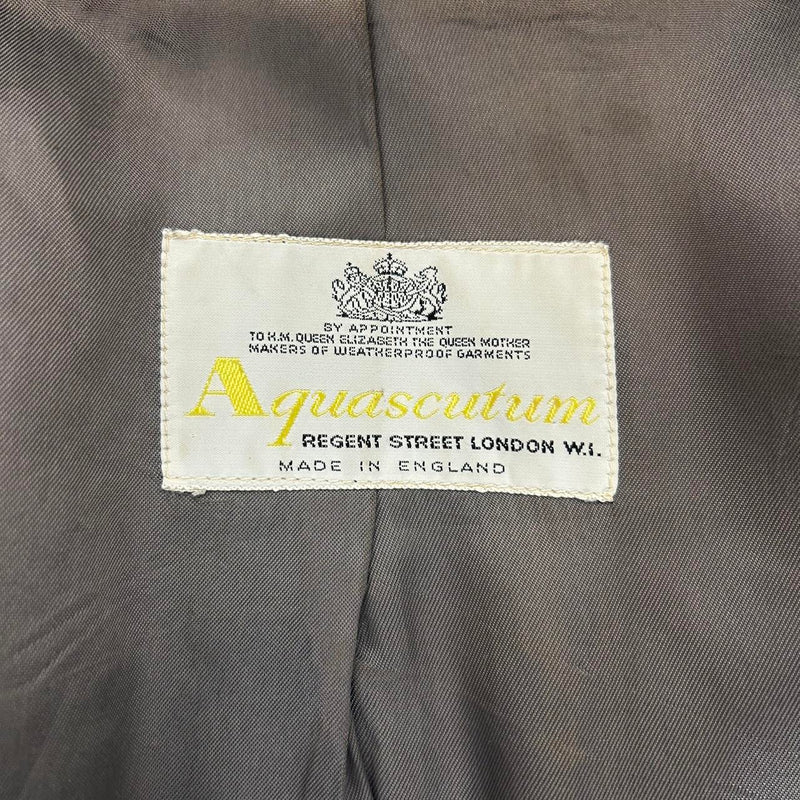 BY APPOINTMENT
TO H.M. QUEEN ELIZABETH THE QUEEN MOTHER
MAKERS OF WEATHERPROOF GARMENTS
Aquascutum
REGENT STREET LONDON W.1.
MADE IN ENGLAND